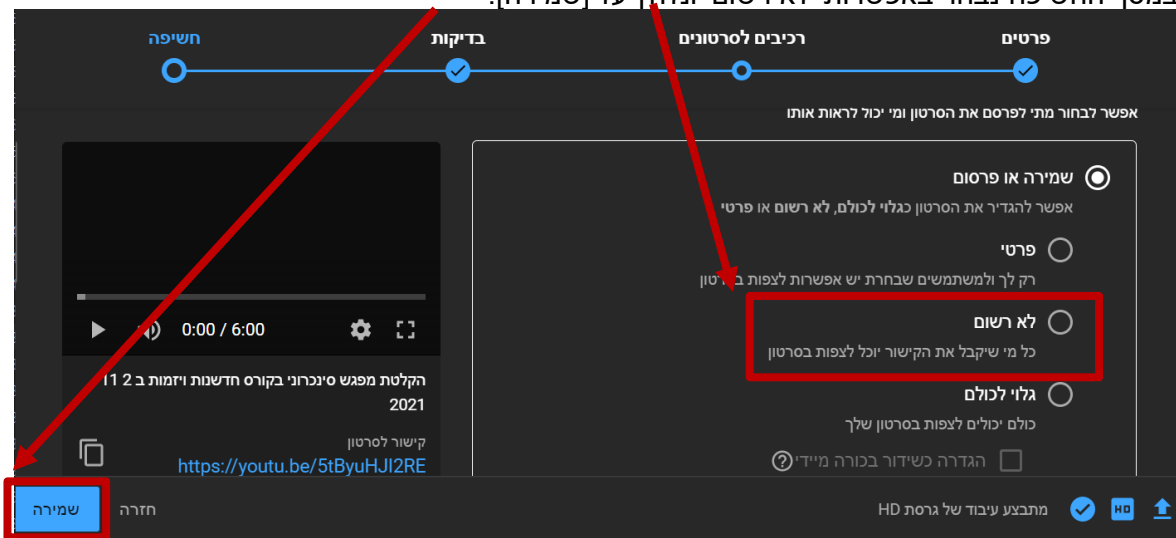 פרטים
רכיבים לסרטונים
בדיקות
חשיפה
אפשר לבחור מתי לפרסם את הסרטון ומי יכול לראות אותו
שמירה או פרסום
אפשר להגדיר את הסרטון כגלוי לכולם, לא רשום או פרטי
פרטי
רק לך ולמשתמשים שבחרת יש אפשרות לצפות בסרטון
לא רשום
כל מי שיקבל את הקישור יוכל לצפות בסרטון
גלוי לכולם
כולם יכולים לצפות בסרטון שלך
הגדרה כשידור בכורה מיידי
0:00 / 6:00
הקלטת מפגש סינכרוני בקורס חדשנות ויזמות ב 2 11
2021
קישור לסרטון
https://youtu.be/5tByuHJI2RE
HD
מתבצע עיבוד של גרסת HD
חזרה
שמירה